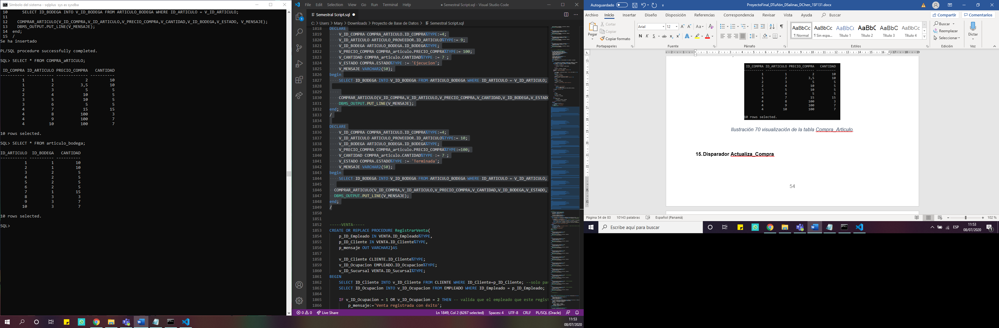 Símbolo del sistema - sqlplus  sys as sysdba
10      SELECT ID_BODEGA INTO V_ID_BODEGA FROM ARTICULO_BODEGA WHERE ID_ARTICULO = V_ID_ARTICULO;
11
12    COMPRAR_ARTICULO(V_ID_COMPRA,V_ID_ARTICULO,V_PRECIO_COMPRA,V_CANTIDAD,V_ID_BODEGA,V_ESTADO, V_MENSAJE);
13    DBMS_OUTPUT.PUT_LINE(V_MENSAJE);
14  end;
15  /
Se ha insertado
PL/SQL procedure successfully completed.
SQL> SELECT * FROM COMPRA_aRTICULO;
ID_COMPRA ID_ARTICULO PRECIO_COMPRA   CANTIDAD
---------- ----------- ------------- ----------
1 1 2 10
1 2 3,5 10
2 3 5 5
2 4 10 5
3 5 10 5
3 6 5 5
4 7 15 15
4 8 100 3
4 9 100 7
4 10 100 7
10 rows selected.
SQL> SELECT * FROM articulo_bodega;
ID_ARTICULO  ID_BODEGA   CANTIDAD
----------- ---------- ----------
1 1 10
2 1 10
3 2 5
4 2 5
5 2 5
6 2 5
7 1 15
8 3 3
9 3 7
10 3 7
10 rows selected.
SQL>
File Edit Selection View Go Run Terminal Help ● Semestral Script.sql - Visual Studio Code
Semestral Script.sql ●
C: > Users > Mary > Downloads > Proyecto de Base de Datos > Semestral Script.sql
1818 DECLARE
1819 V_ID_COMPRA COMPRA_ARTICULO.ID_COMPRA%TYPE:=4;
1820 V_ID_ARTICULO ARTICULO_PROVEEDOR.ID_ARTICULO%TYPE:= 9;
1821 V_ID_BODEGA ARTICULO_BODEGA.ID_BODEGA%TYPE;
1822 V_PRECIO_COMPRA COMPRA_articulo.PRECIO_COMPRA%TYPE:= 100;
1823 V_CANTIDAD COMPRA_articulo.CANTIDAD%TYPE := 7 ;
1824 V_ESTADO COMPRA.ESTADO%TYPE := 'Ejecucion';
1825 V_MENSAJE VARCHAR2(50);
1826 begin
1827 SELECT ID_BODEGA INTO V_ID_BODEGA FROM ARTICULO_BODEGA WHERE ID_ARTICULO = V_ID_ARTICULO;
1828
1829
1830 COMPRAR_ARTICULO(V_ID_COMPRA,V_ID_ARTICULO,V_PRECIO_COMPRA,V_CANTIDAD,V_ID_BODEGA,V_ESTADO
1831 DBMS_OUTPUT.PUT_LINE(V_MENSAJE);
1832 end;
1833 /
1834
1835 DECLARE
1836 V_ID_COMPRA COMPRA_ARTICULO.ID_COMPRA%TYPE:=4;
1837 V_ID_ARTICULO ARTICULO_PROVEEDOR.ID_ARTICULO%TYPE:= 10;
1838 V_ID_BODEGA ARTICULO_BODEGA.ID_BODEGA%TYPE;
1839 V_PRECIO_COMPRA COMPRA_articulo.PRECIO_COMPRA%TYPE:=100;
1840 V_CANTIDAD COMPRA_articulo.CANTIDAD%TYPE := 7 ;
1841 V_ESTADO COMPRA.ESTADO%TYPE := 'Terminada';
1842 V_MENSAJE VARCHAR2(50);
1843 begin
1844 SELECT ID_BODEGA INTO V_ID_BODEGA FROM ARTICULO_BODEGA WHERE ID_ARTICULO = V_ID_ARTICULO;
1845
1846 COMPRAR_ARTICULO(V_ID_COMPRA,V_ID_ARTICULO,V_PRECIO_COMPRA,V_CANTIDAD,V_ID_BODEGA,V_ESTADO,
1847 DBMS_OUTPUT.PUT_LINE(V_MENSAJE);
1848 end;
1849 /
1850
1851
1852 -----VENTA-----
1853 CREATE OR REPLACE PROCEDURE RegistrarVenta(
1854 p_ID_Empleado IN VENTA.ID_Empleado%TYPE,
1855 p_ID_Cliente IN VENTA.ID_Cliente%TYPE,
1856 p_mensaje OUT VARCHAR2)AS
1857
1858 v_ID_Cliente CLIENTE.ID_Cliente%TYPE;
1859 v_ID_Ocupacion EMPLEADO.ID_Ocupacion%TYPE;
1860 v_ID_Sucursal VENTA.ID_Sucursal%TYPE;
1861 BEGIN
1862 SELECT ID_Cliente INTO v_ID_Cliente FROM CLIENTE WHERE ID_Cliente=p_ID_Cliente; --solo pa
1863 SELECT ID_Ocupacion INTO v_ID_Ocupacion FROM EMPLEADO WHERE ID_Empleado = p_ID_Empleado;
1864
1865 IF v_ID_Ocupacion = 1 OR v_ID_Ocupacion = 2 THEN -- valida que el empleado que este regist
1866 p_mensaje:='Venta registrada con éxito';
0 0 Live Share Ln 1849, Col 2 (6267 selected) Spaces: 4 UTF-8 CRLF PL/SQL (Oracle)
11:53
08/07/2020
Autoguardado ProyectoFinal_DTuñón_DSalinas_DChen_1SF131.docx
Archivo Inicio Insertar Diseño Disposición Referencias Correspondencia Revisar Vista Ayuda Buscar Compartir Comentarios
Pegar
Cortar
Copiar
Copiar formato
Portapapeles
Arial 12
N K S ab x₂ x²
Fuente
Párrafo
AaBbCc AaBbCc AaBbCc AaBbC AaBbC AaBbCc
¶ Normal ¶ Sin espa... Título 1 Título 2 Título 3 Título 4
Estilos
Buscar
Reemplazar
Seleccionar
Edición
Dictar
Voz
ID_COMPRA ID_ARTICULO PRECIO_COMPRA CANTIDAD
1 1 2 10
1 2 3,5 10
2 3 5 5
2 4 10 5
3 5 10 5
3 6 5 5
4 7 15 15
4 8 100 3
4 9 100 7
4 10 100 7
10 rows selected.
Ilustración 70 visualización de la tabla Compra_Articulo
15. Disparador Actualiza_Compra
54
Página 54 de 83 10143 palabras Español (Panamá) 102 %
Escribe aquí para buscar
ESP
11:53
08/07/2020
1